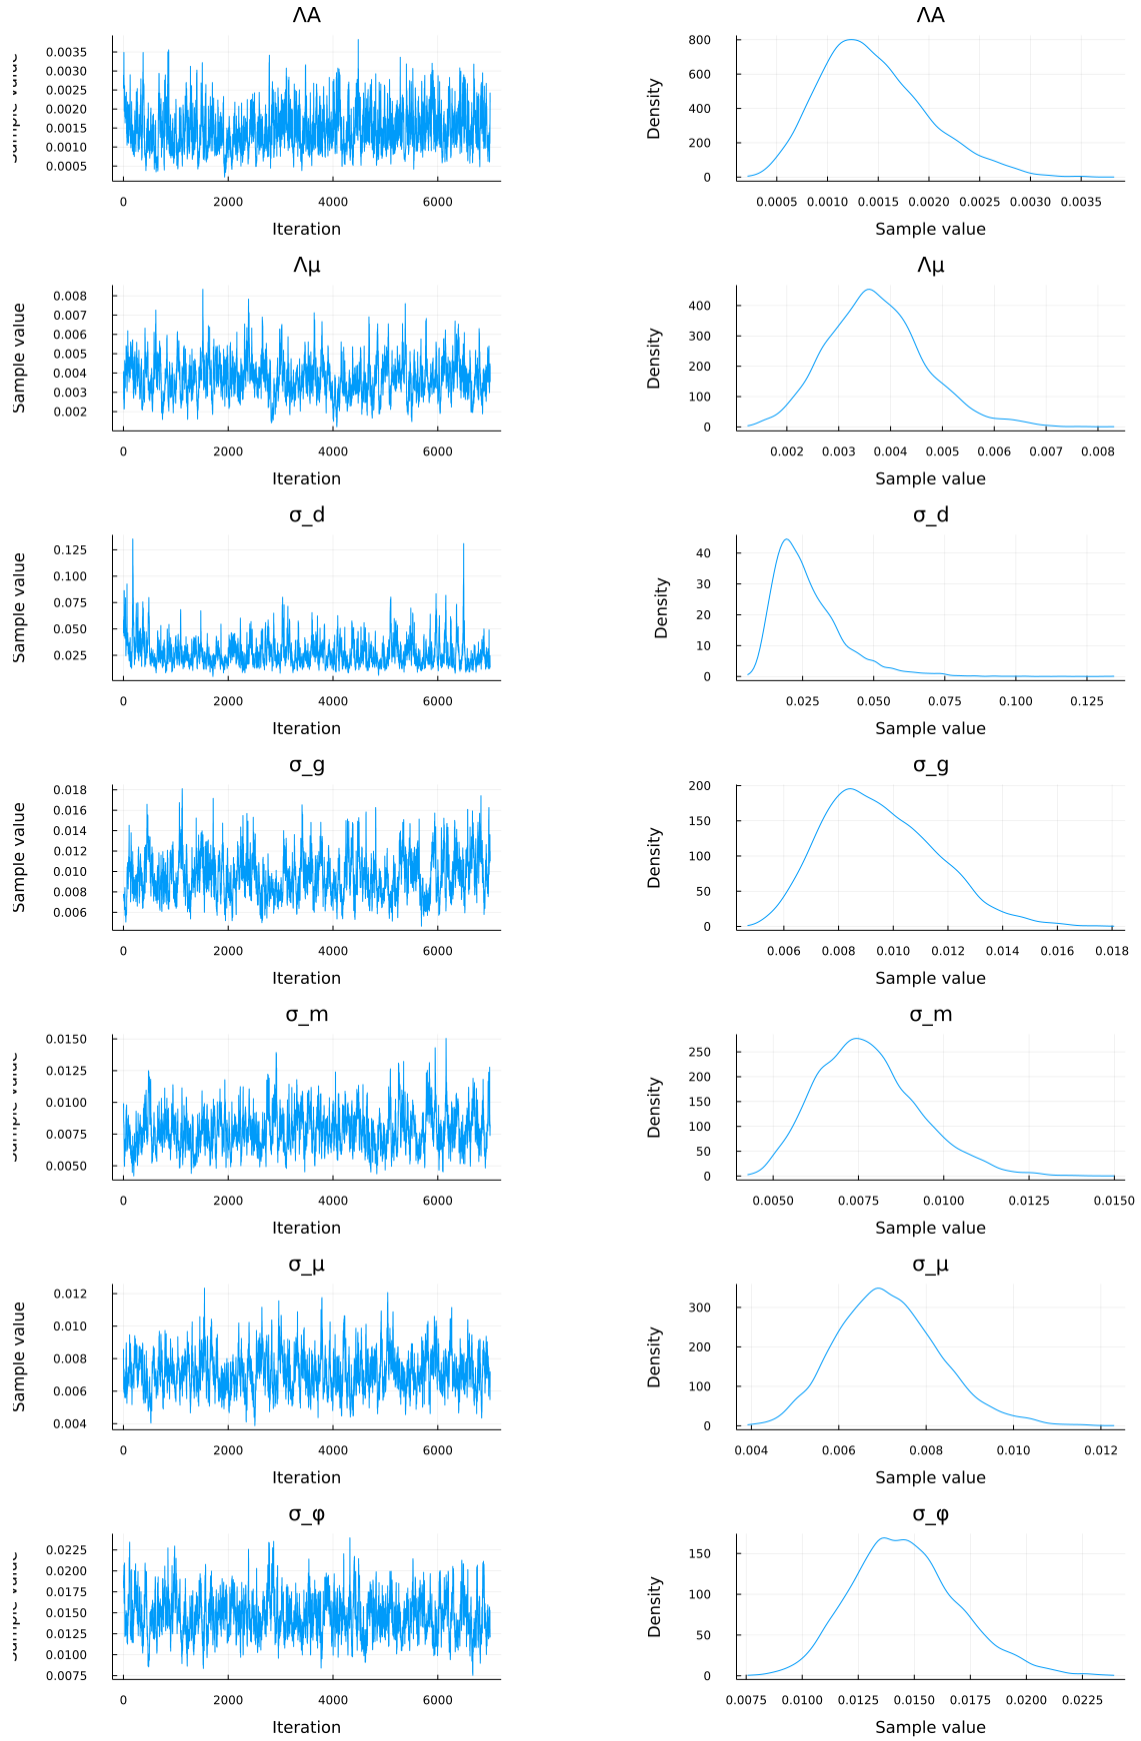 ΛA
ΛA
Sample value
0.0035
0.0030
0.0025
0.0020
0.0015
0.0010
0.0005
0 2000 4000 6000
Iteration
Density
800
600
400
200
0
0.0005 0.0010 0.0015 0.0020 0.0025 0.0030 0.0035
Sample value
Λμ
Λμ
Sample value
0.008
0.007
0.006
0.005
0.004
0.003
0.002
0 2000 4000 6000
Iteration
Density
400
300
200
100
0
0.002 0.003 0.004 0.005 0.006 0.007 0.008
Sample value
σ_d
σ_d
Sample value
0.125
0.100
0.075
0.050
0.025
0 2000 4000 6000
Iteration
Density
40
30
20
10
0
0.025 0.050 0.075 0.100 0.125
Sample value
σ_g
σ_g
Sample value
0.018
0.016
0.014
0.012
0.010
0.008
0.006
0 2000 4000 6000
Iteration
Density
200
150
100
50
0
0.006 0.008 0.010 0.012 0.014 0.016 0.018
Sample value
σ_m
σ_m
Sample value
0.0150
0.0125
0.0100
0.0075
0.0050
0 2000 4000 6000
Iteration
Density
250
200
150
100
50
0
0.0050 0.0075 0.0100 0.0125 0.0150
Sample value
σ_μ
σ_μ
Sample value
0.012
0.010
0.008
0.006
0.004
0 2000 4000 6000
Iteration
Density
300
200
100
0
0.004 0.006 0.008 0.010 0.012
Sample value
σ_φ
σ_φ
Sample value
0.0225
0.0200
0.0175
0.0150
0.0125
0.0100
0.0075
0 2000 4000 6000
Iteration
Density
150
100
50
0
0.0075 0.0100 0.0125 0.0150 0.0175 0.0200 0.0225
Sample value